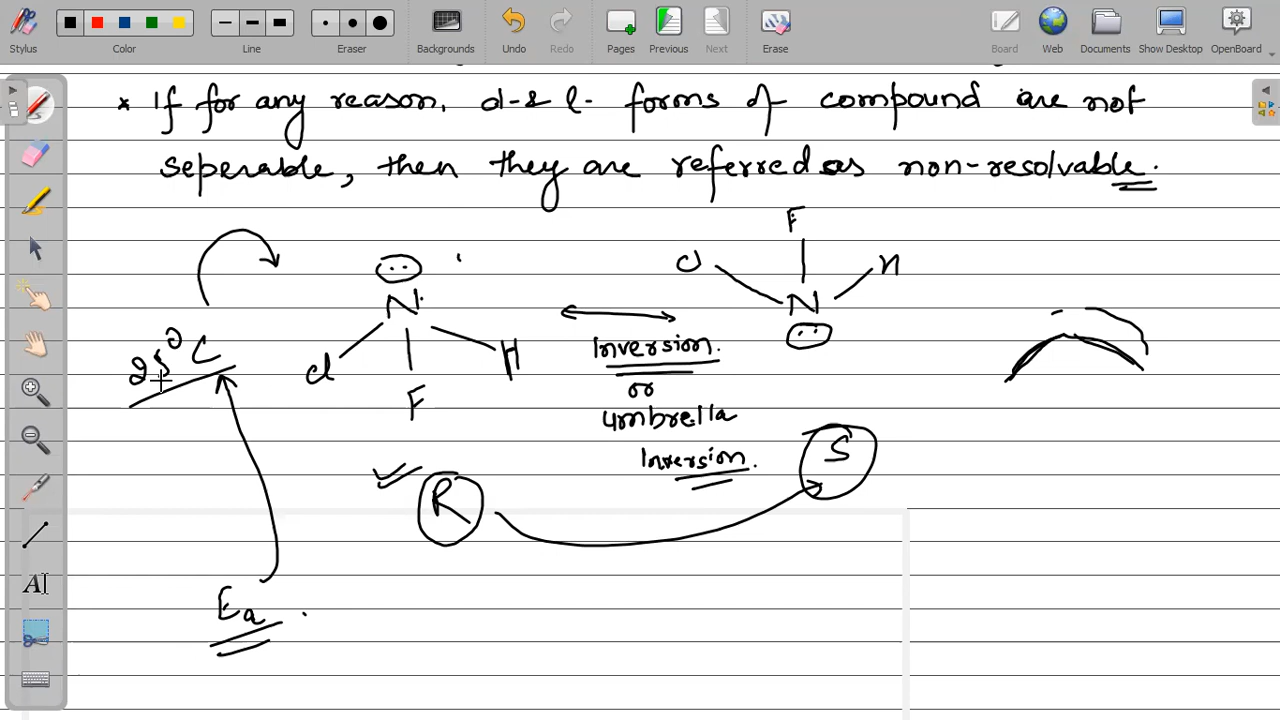 Stylus Color Line Eraser Backgrounds Undo Redo Pages Previous Next Erase Board Web Documents Show Desktop OpenBoard
* If for any reason, d- & l- forms of compound are not
seperable, then they are referred as non-resolvable.
F
Cl N H
N
Cl F H
25°C
Inversion.
or
umbrella
Inversion.
R
S
Ea